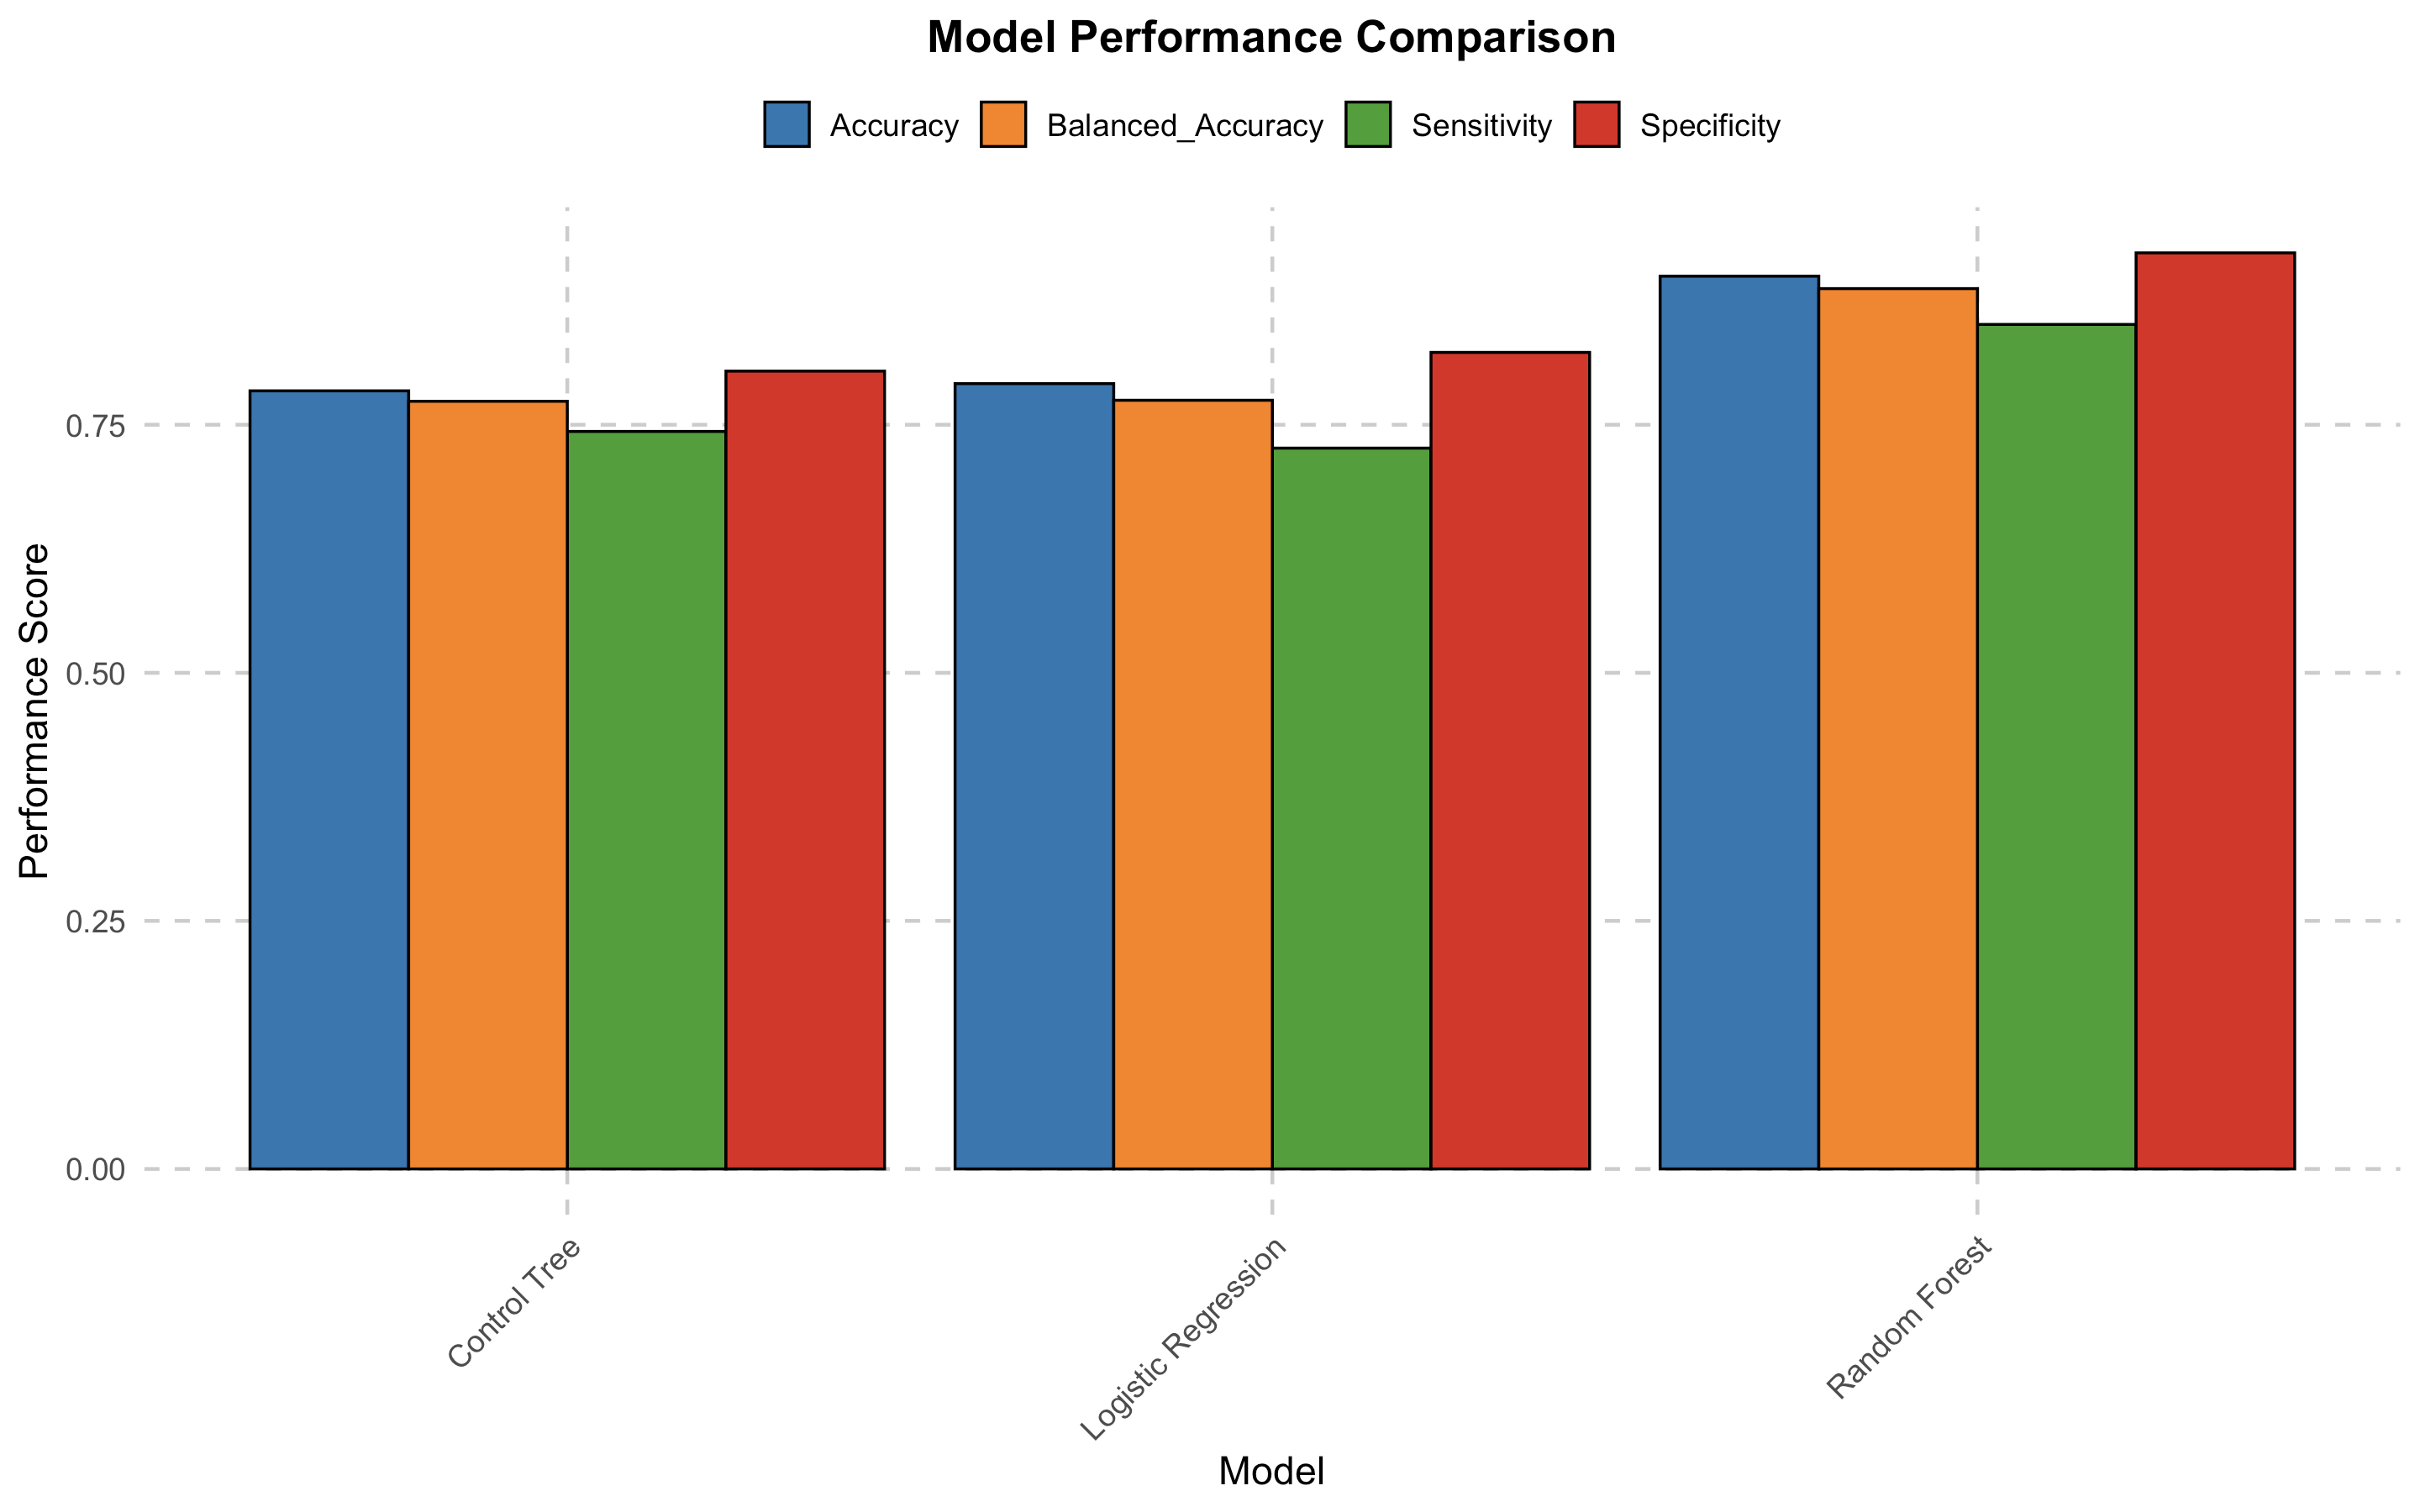 Model Performance Comparison
Accuracy Balanced_Accuracy Sensitivity Specificity
Performance Score
0.75
0.50
0.25
0.00
Control Tree
Logistic Regression
Random Forest
Model